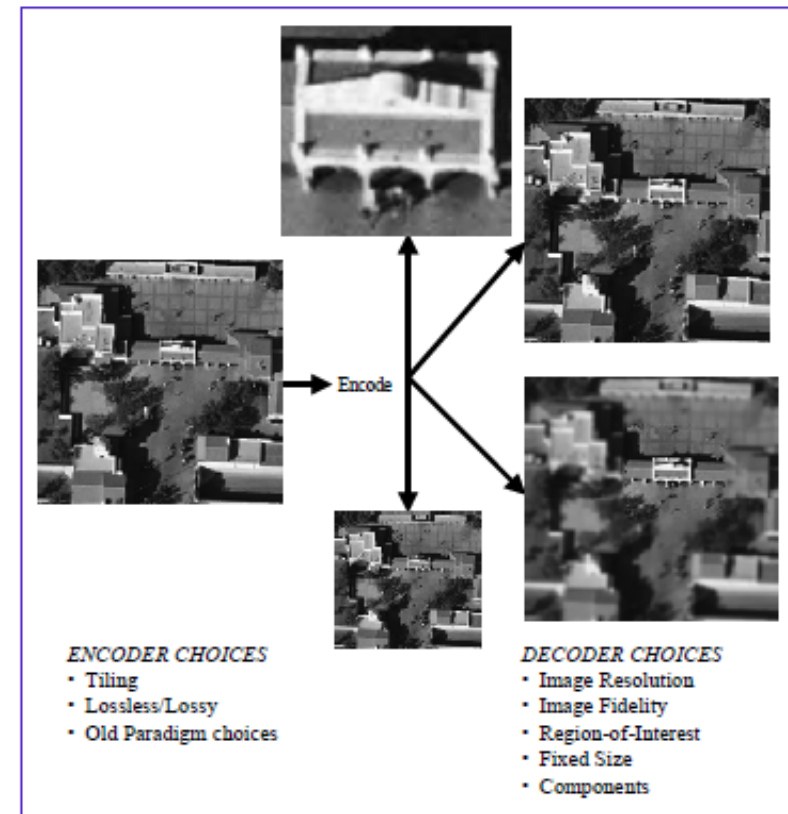 Encode
ENCODER CHOICES
• Tiling
• Lossless/Lossy
• Old Paradigm choices
DECODER CHOICES
• Image Resolution
• Image Fidelity
• Region-of-Interest
• Fixed Size
• Components